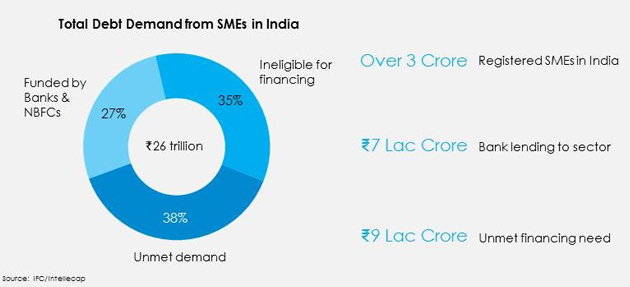 Total Debt Demand from SMEs in India
Ineligible for
financing
35%
Funded by
Banks &
NBFCs
27%
₹26 trillion
38%
Unmet demand
Over 3 Crore Registered SMEs in India
₹7 Lac Crore Bank lending to sector
₹9 Lac Crore Unmet financing need
Source: IFC/Intellecap